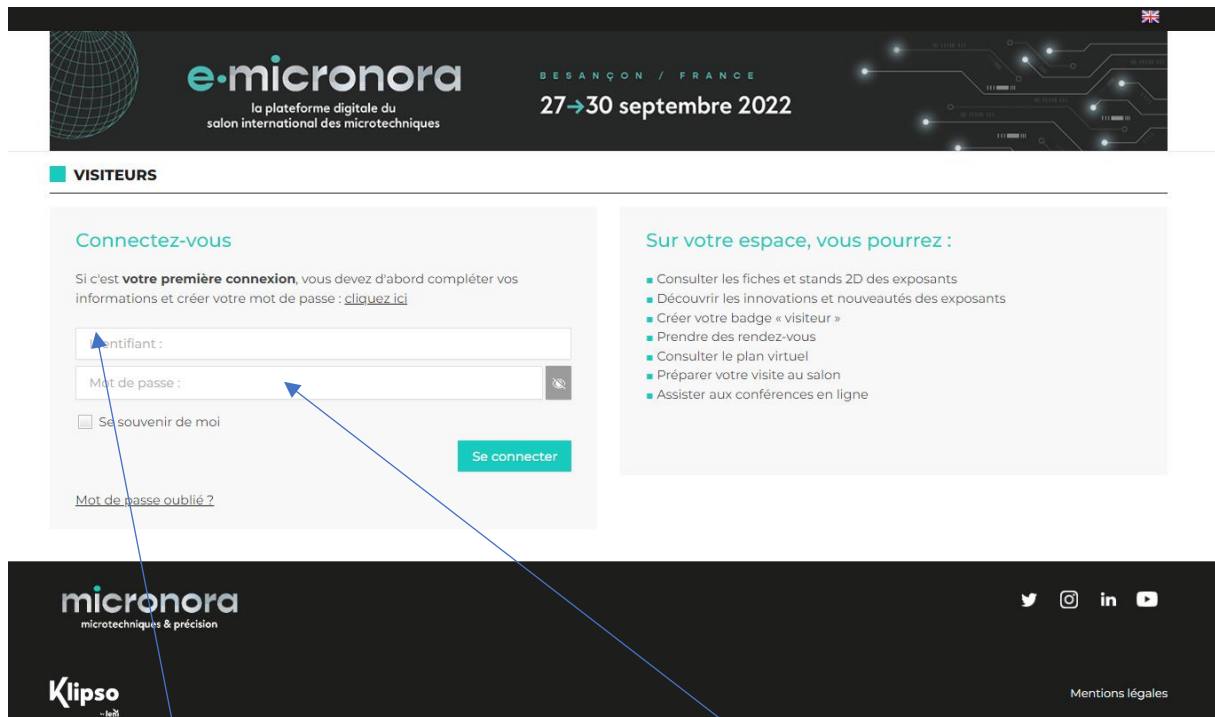 e·micronora
la plateforme digitale du
salon international des microtechniques
BESANÇON / FRANCE
27→30 septembre 2022
VISITEURS
Connectez-vous
Si c'est votre première connexion, vous devez d'abord compléter vos
informations et créer votre mot de passe : cliquez ici
Identifiant :
Mot de passe :
Se souvenir de moi
Se connecter
Mot de passe oublié ?
Sur votre espace, vous pourrez :
Consulter les fiches et stands 2D des exposants
Découvrir les innovations et nouveautés des exposants
Créer votre badge « visiteur »
Prendre des rendez-vous
Consulter le plan virtuel
Préparer votre visite au salon
Assister aux conférences en ligne
micronora
microtechniques & précision
Klipso
Mentions légales